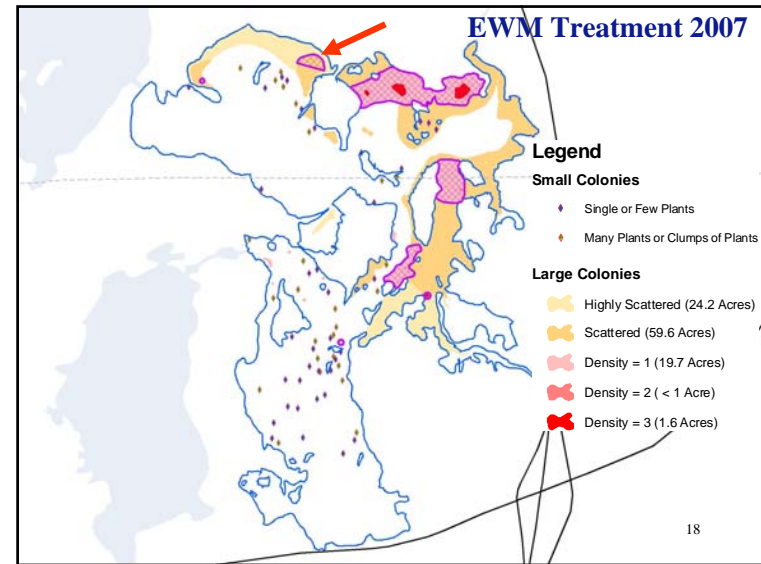 EWM Treatment 2007
Legend
Small Colonies
Single or Few Plants
Many Plants or Clumps of Plants
Large Colonies
Highly Scattered (24.2 Acres)
Scattered (59.6 Acres)
Density = 1 (19.7 Acres)
Density = 2 ( < 1 Acre)
Density = 3 (1.6 Acres)
18